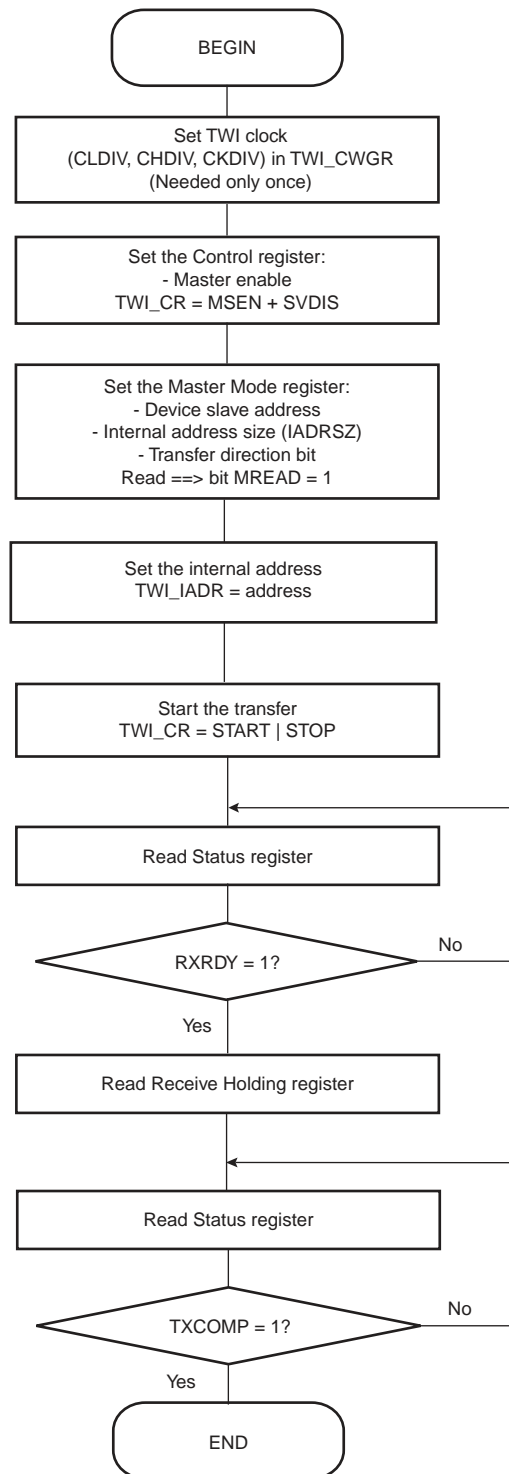 BEGIN
Set TWI clock
(CLDIV, CHDIV, CKDIV) in TWI_CWGR
(Needed only once)
Set the Control register:
- Master enable
TWI_CR = MSEN + SVDIS
Set the Master Mode register:
- Device slave address
- Internal address size (IADRSZ)
- Transfer direction bit
Read ==> bit MREAD = 1
Set the internal address
TWI_IADR = address
Start the transfer
TWI_CR = START | STOP
Read Status register
RXRDY = 1?
No
Yes
Read Receive Holding register
Read Status register
TXCOMP = 1?
No
Yes
END